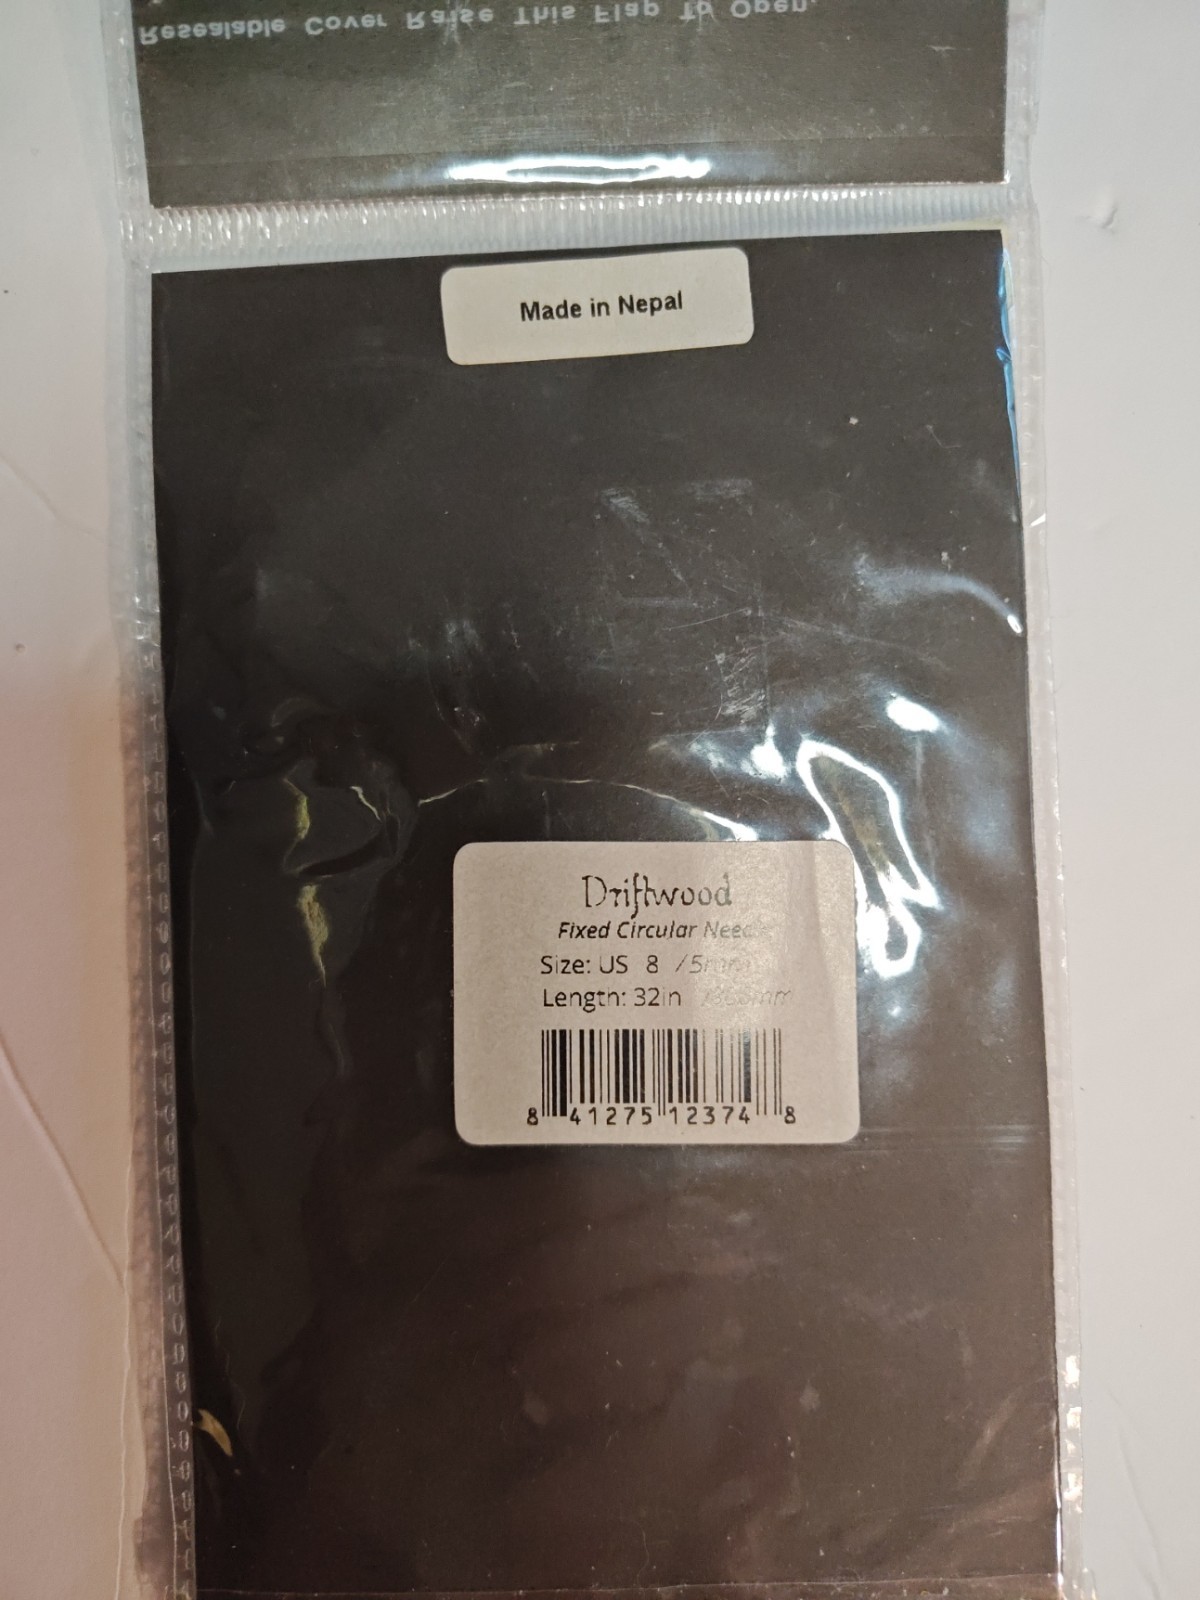 Resealable Cover Raise This Flap To Open.
Made in Nepal
Driftwood
Fixed Circular
Size: US 8 /5mm
Length: 32in
8 41275 12374 8